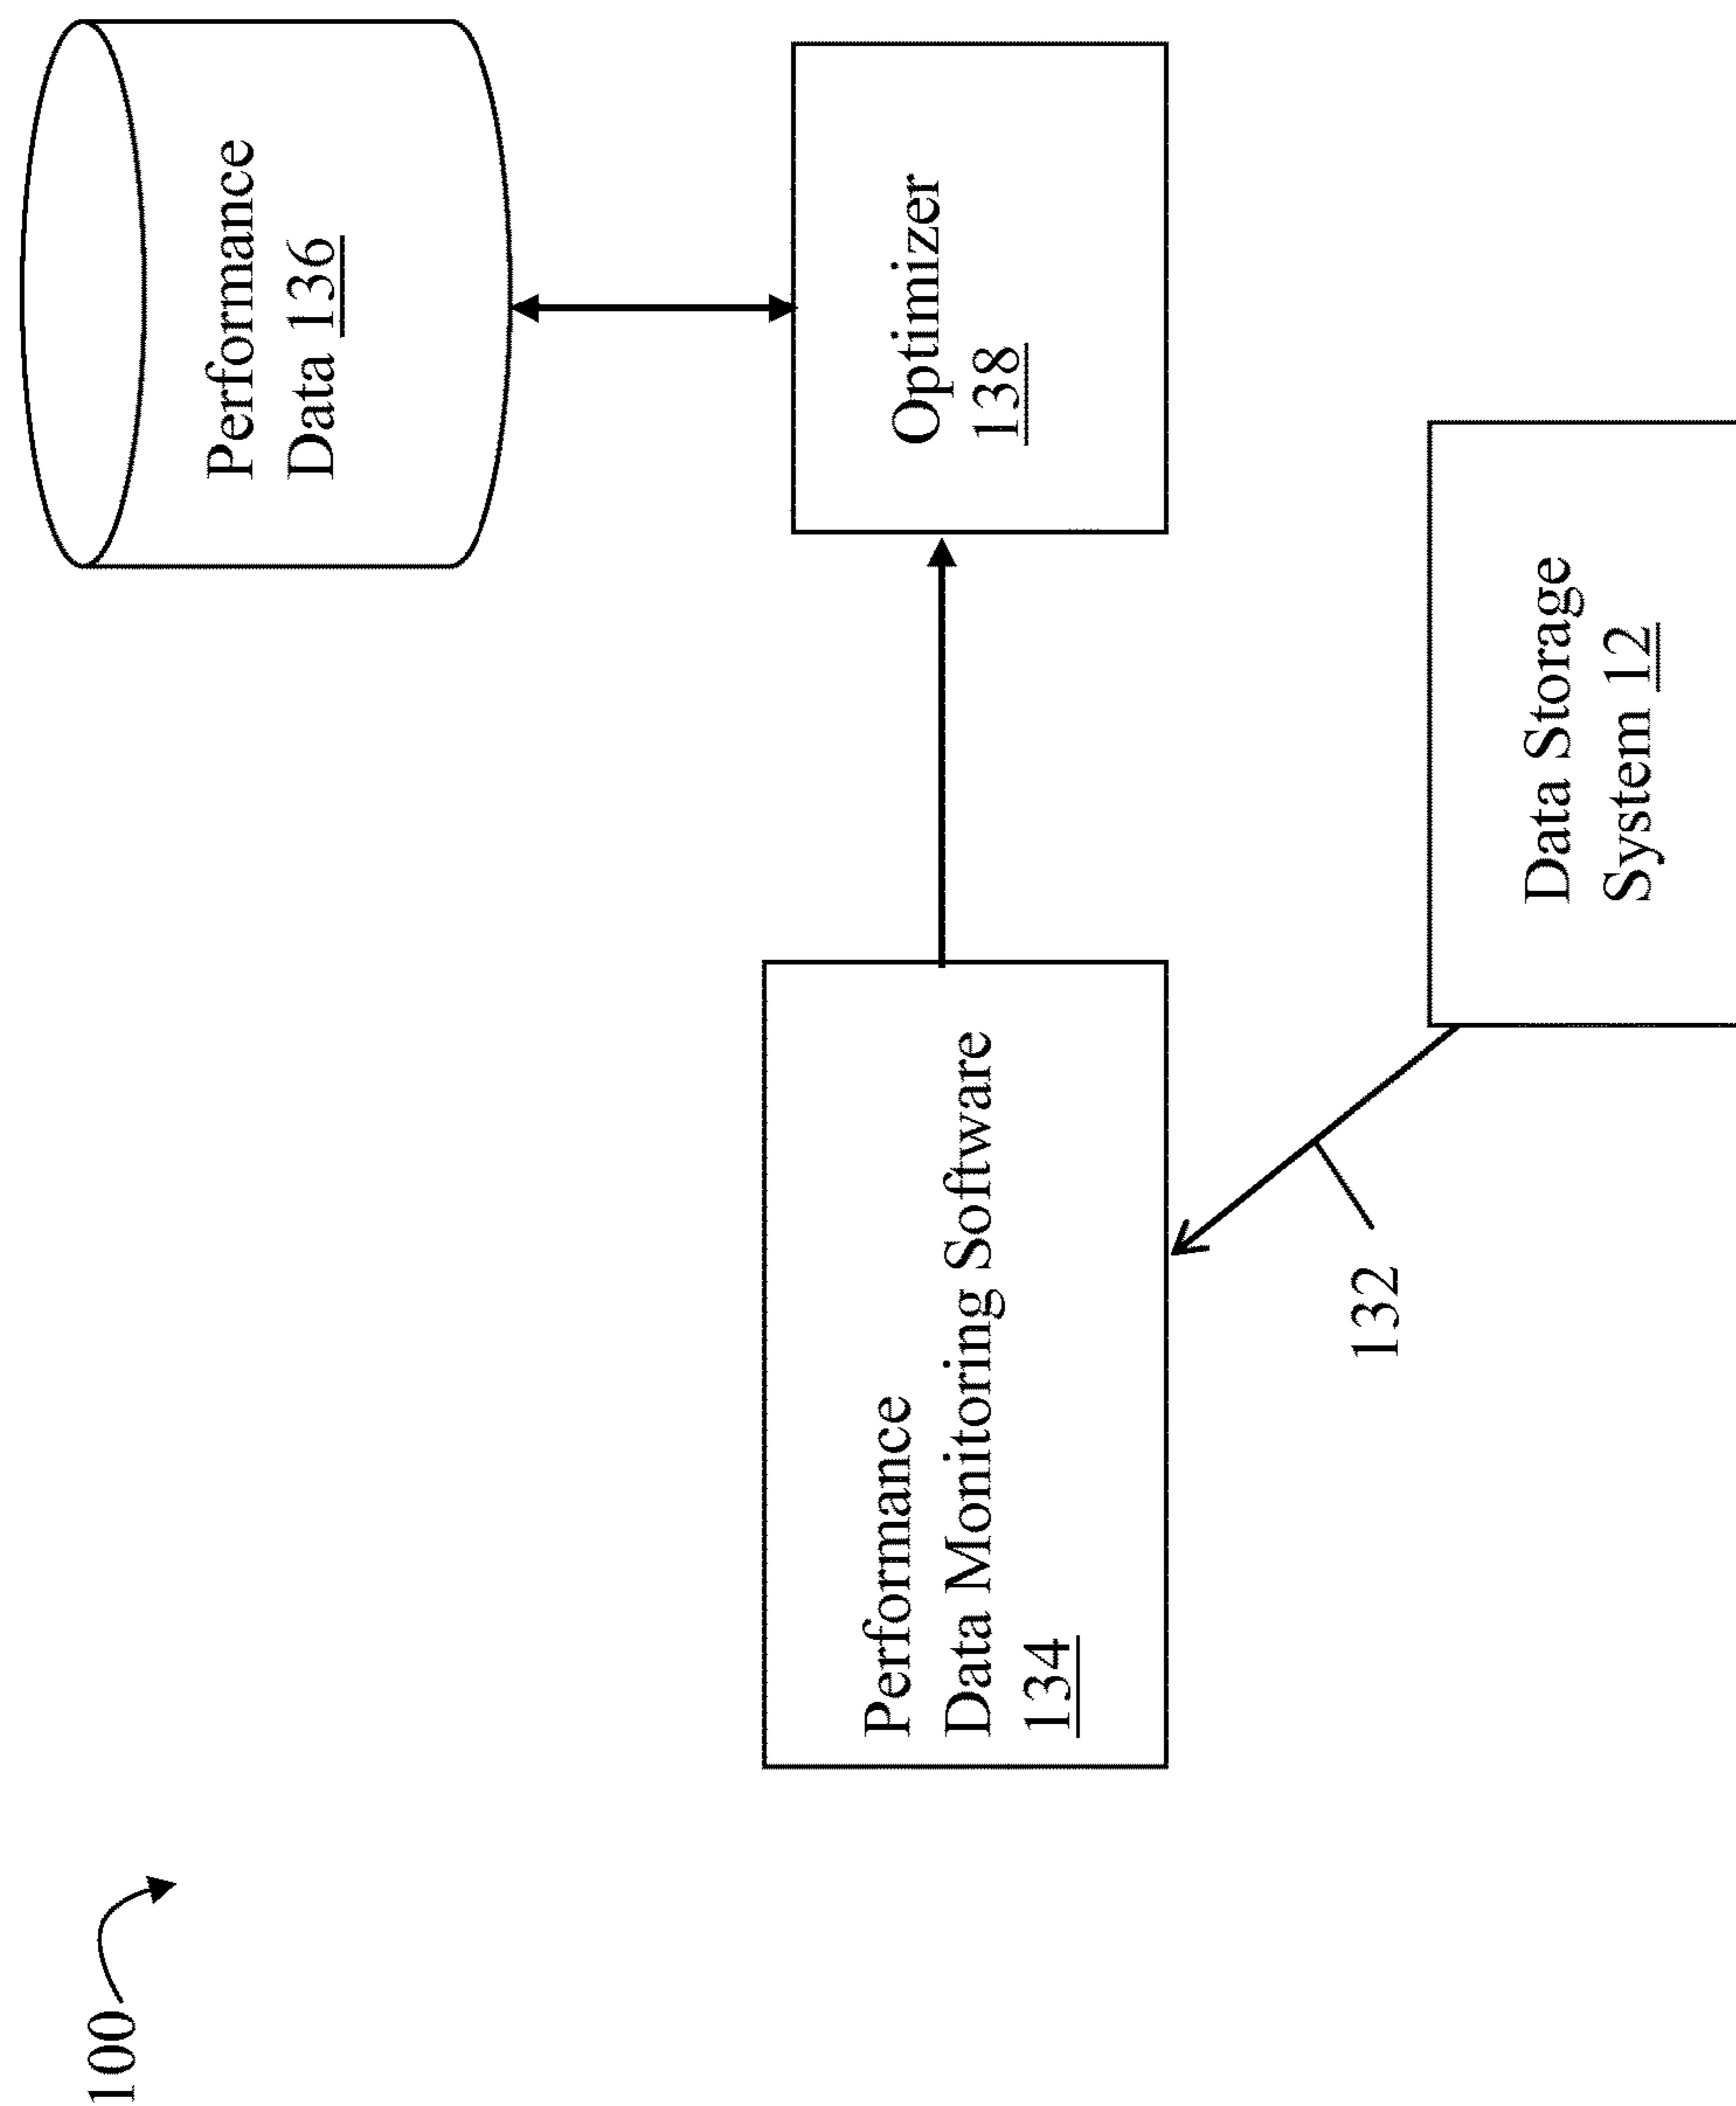 100
Performance
Data 136
Performance
Data Monitoring Software
134
Optimizer
138
132
Data Storage
System 12